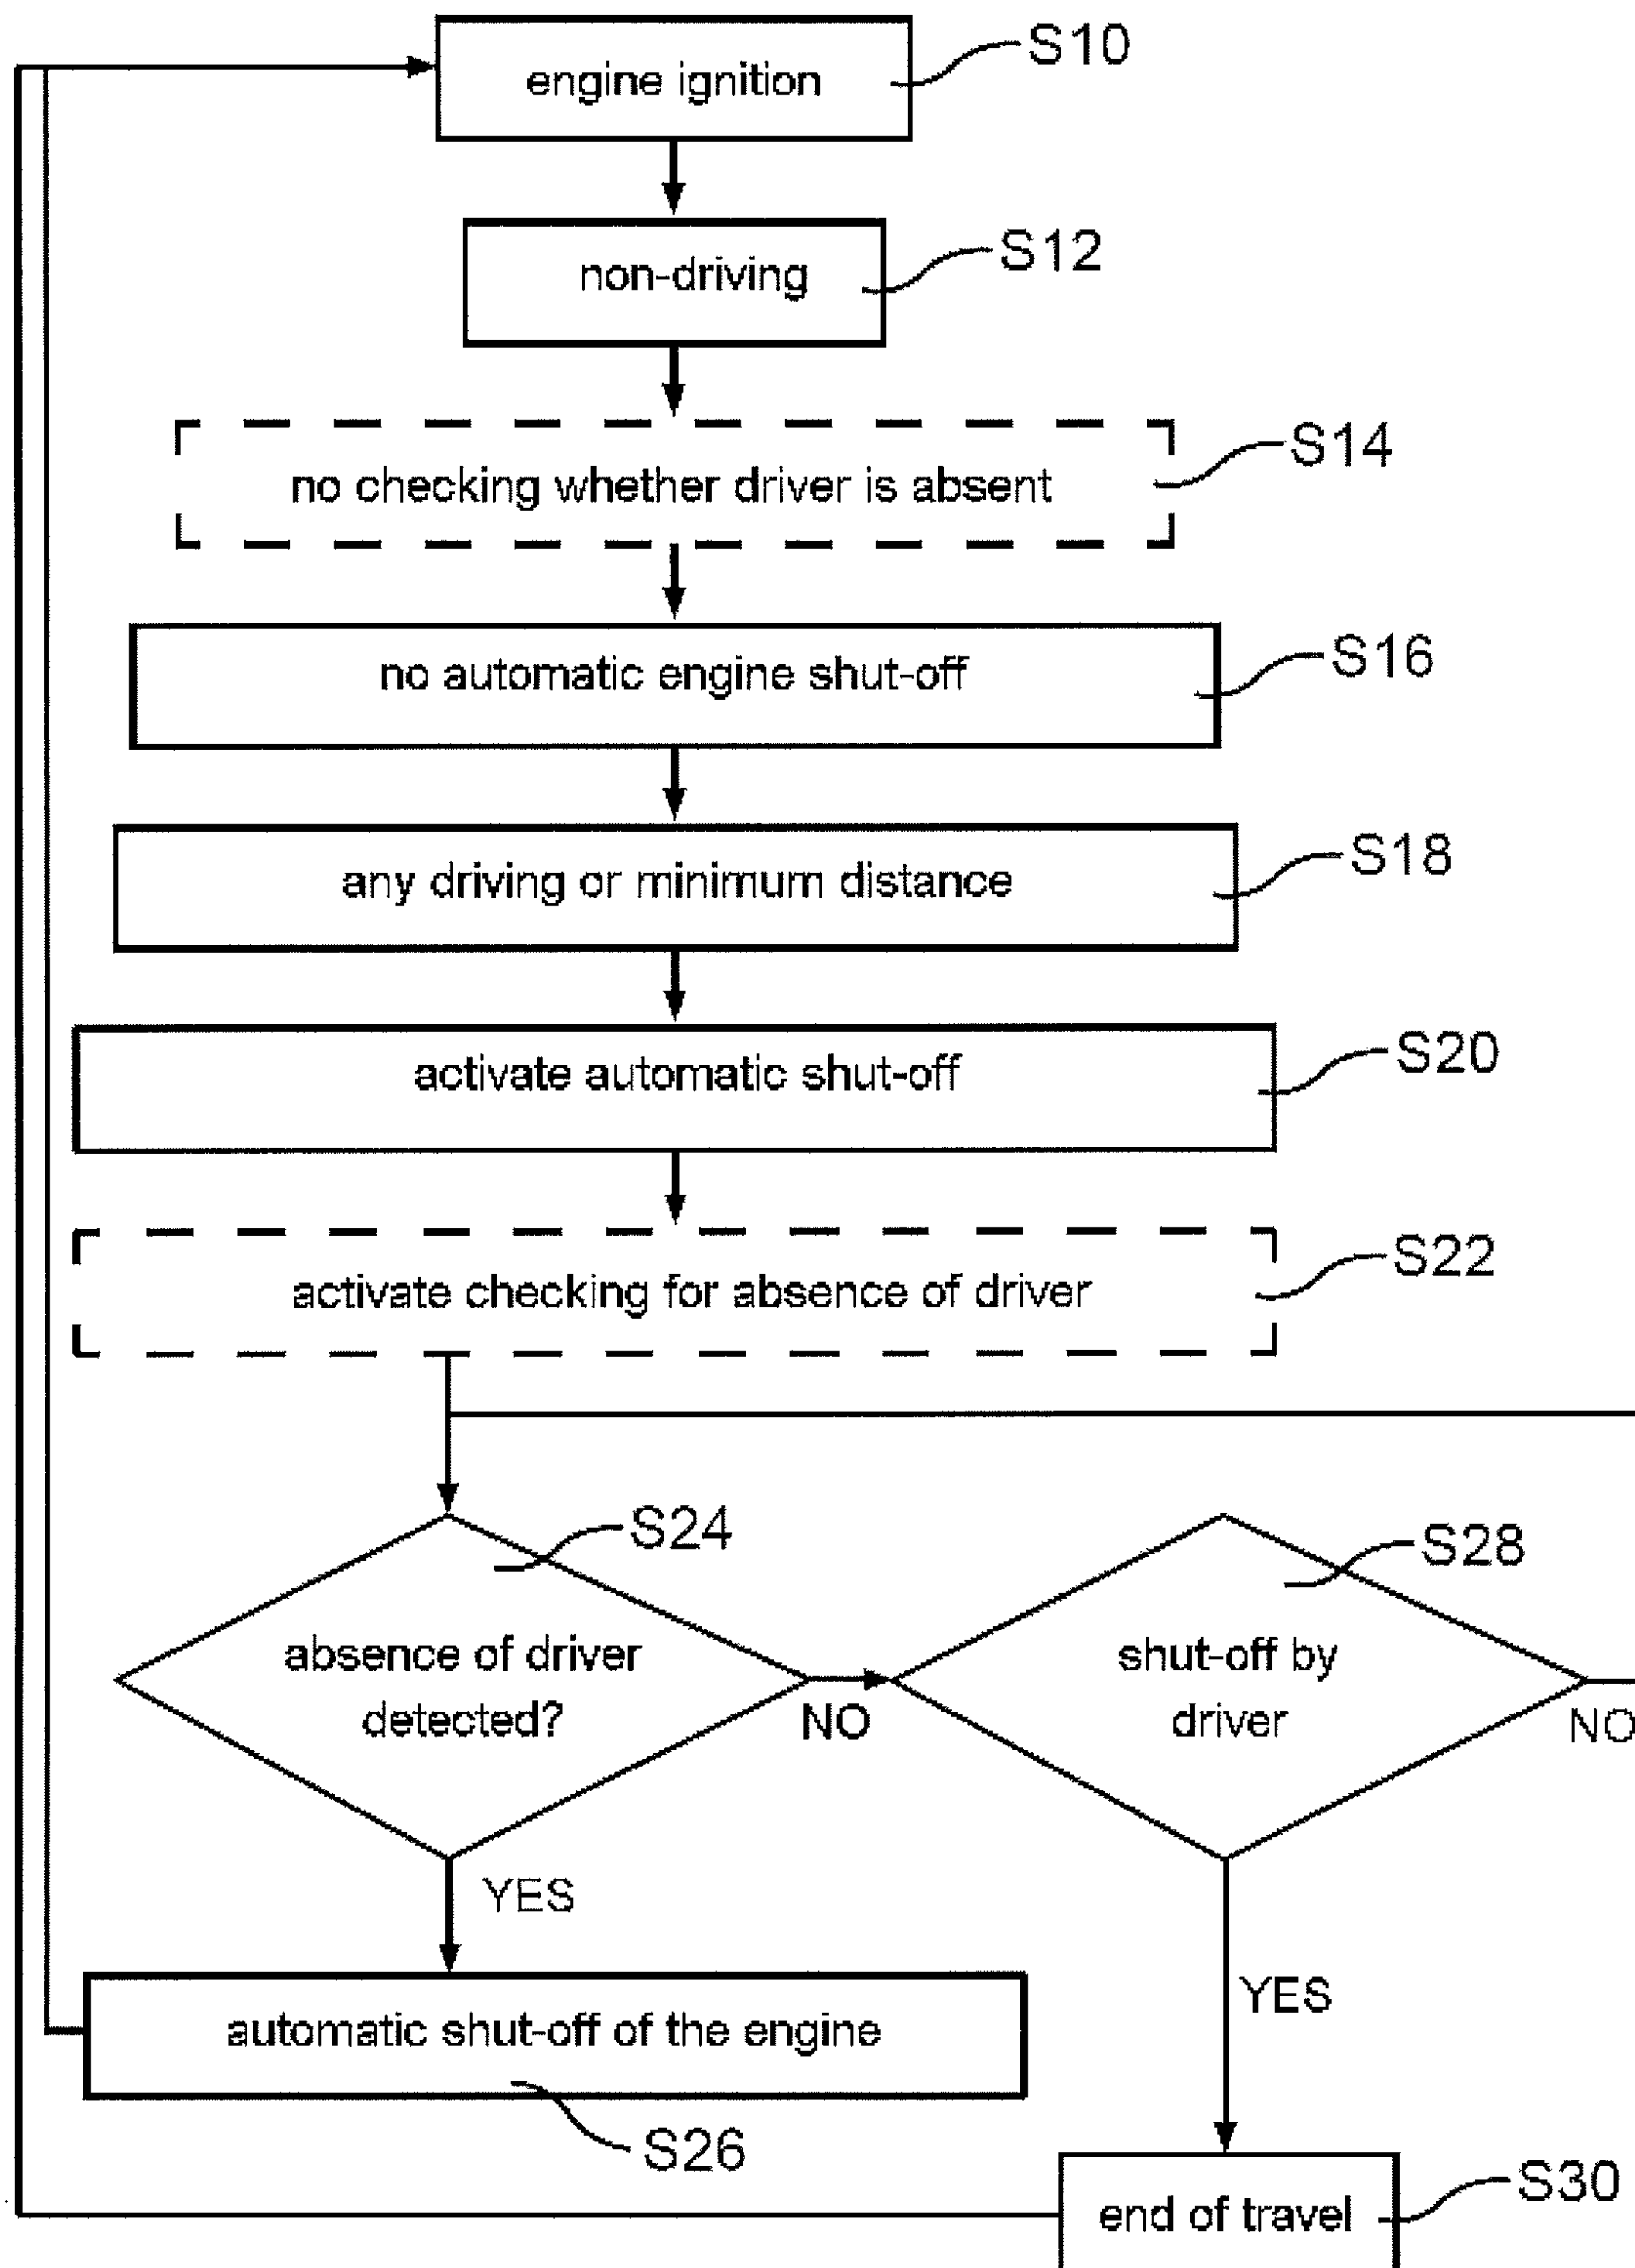 S10
engine ignition
S12
non-driving
S14
no checking whether driver is absent
S16
no automatic engine shut-off
S18
any driving or minimum distance
S20
activate automatic shut-off
S22
activate checking for absence of driver
S24
absence of driver
detected?
NO
S28
shut-off by
driver
NO
YES
YES
automatic shut-off of the engine
S26
S30
end of travel